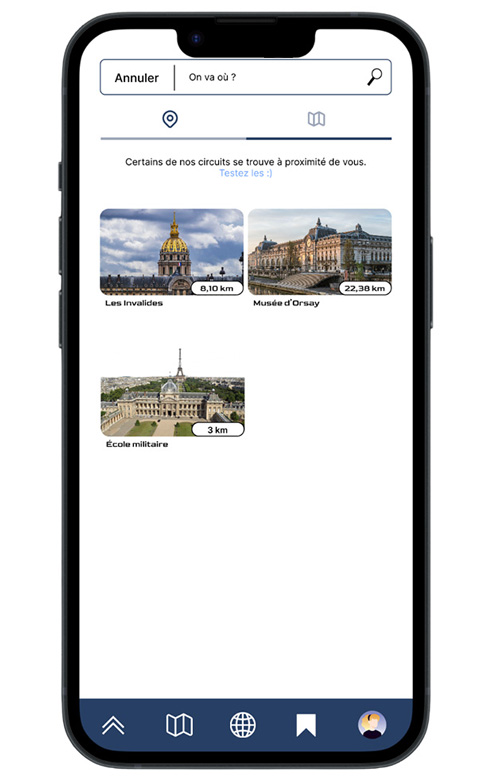 Annuler
On va où ?
Certains de nos circuits se trouve à proximité de vous.
Testez les :)
8,10 km
22,38 km
Les Invalides
Musée d'Orsay
3 km
École militaire